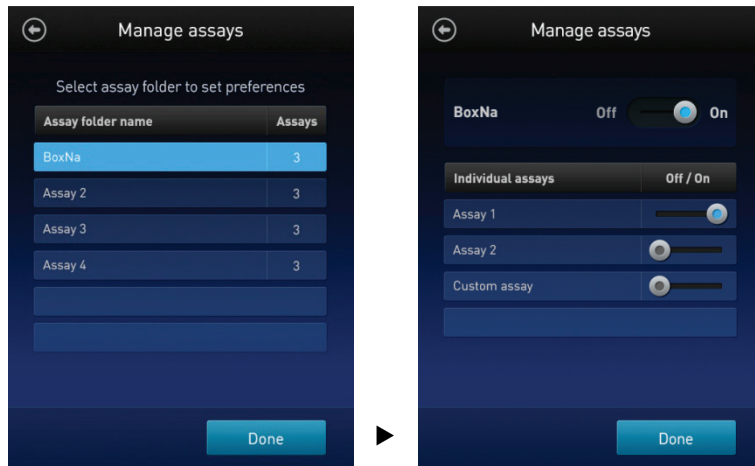 Manage assays
Select assay folder to set preferences
Assay folder name Assays
BoxNa 3
Assay 2 3
Assay 3 3
Assay 4 3
Done
Manage assays
BoxNa Off On
Individual assays Off / On
Assay 1
Assay 2
Custom assay
Done